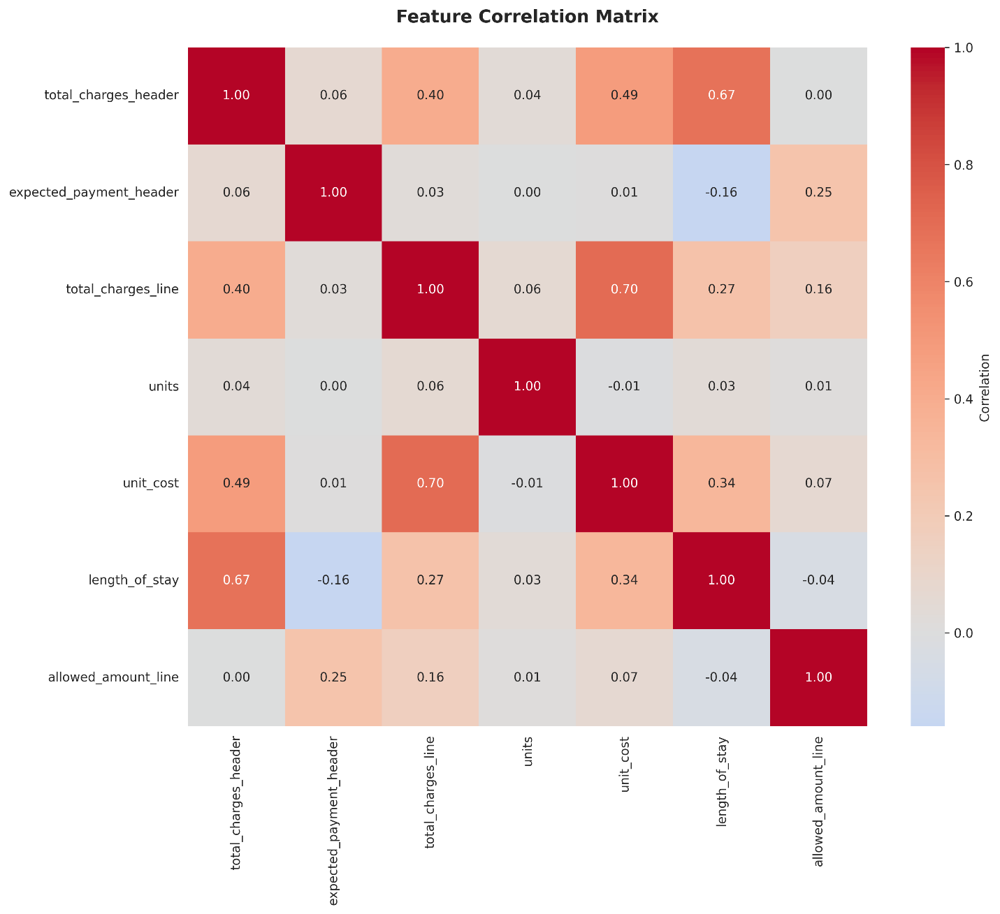 Feature Correlation Matrix
total_charges_header 1.00 0.06 0.40 0.04 0.49 0.67 0.00
expected_payment_header 0.06 1.00 0.03 0.00 0.01 -0.16 0.25
total_charges_line 0.40 0.03 1.00 0.06 0.70 0.27 0.16
units 0.04 0.00 0.06 1.00 -0.01 0.03 0.01
unit_cost 0.49 0.01 0.70 -0.01 1.00 0.34 0.07
length_of_stay 0.67 -0.16 0.27 0.03 0.34 1.00 -0.04
allowed_amount_line 0.00 0.25 0.16 0.01 0.07 -0.04 1.00
total_charges_header
expected_payment_header
total_charges_line
units
unit_cost
length_of_stay
allowed_amount_line
1.0
0.8
0.6
0.4
0.2
0.0
Correlation